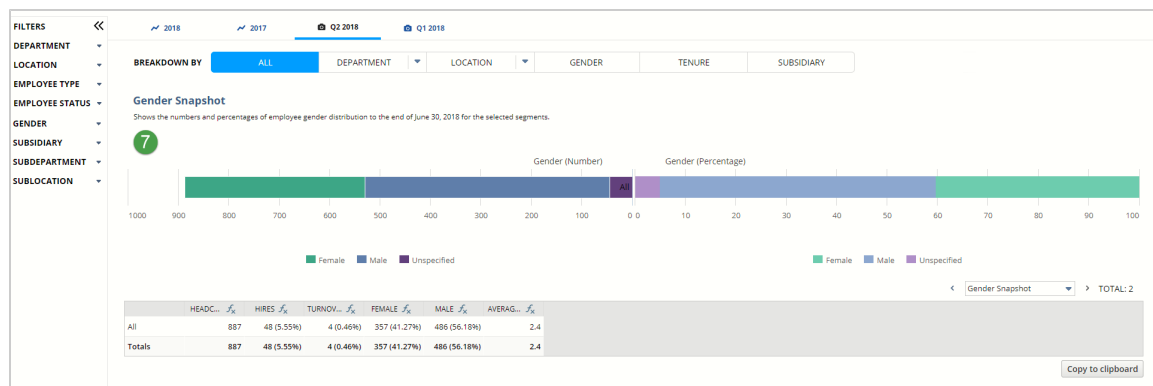 FILTERS
DEPARTMENT
LOCATION
EMPLOYEE TYPE
EMPLOYEE STATUS
GENDER
SUBSIDIARY
SUBDEPARTMENT
SUBLOCATION
2018 2017 Q2 2018 Q1 2018
BREAKDOWN BY ALL DEPARTMENT LOCATION GENDER TENURE SUBSIDIARY
Gender Snapshot
Shows the numbers and percentages of employee gender distribution to the end of June 30, 2018 for the selected segments.
7
Gender (Number) Gender (Percentage)
All
1000 900 800 700 600 500 400 300 200 100 0 0 10 20 30 40 50 60 70 80 90 100
Female Male Unspecified Female Male Unspecified
< Gender Snapshot > TOTAL: 2
HEADC... fx HIRES fx TURNOV... fx FEMALE fx MALE fx AVERAG... fx
All 887 48 (5.55%) 4 (0.46%) 357 (41.27%) 486 (56.18%) 2.4
Totals 887 48 (5.55%) 4 (0.46%) 357 (41.27%) 486 (56.18%) 2.4
Copy to clipboard